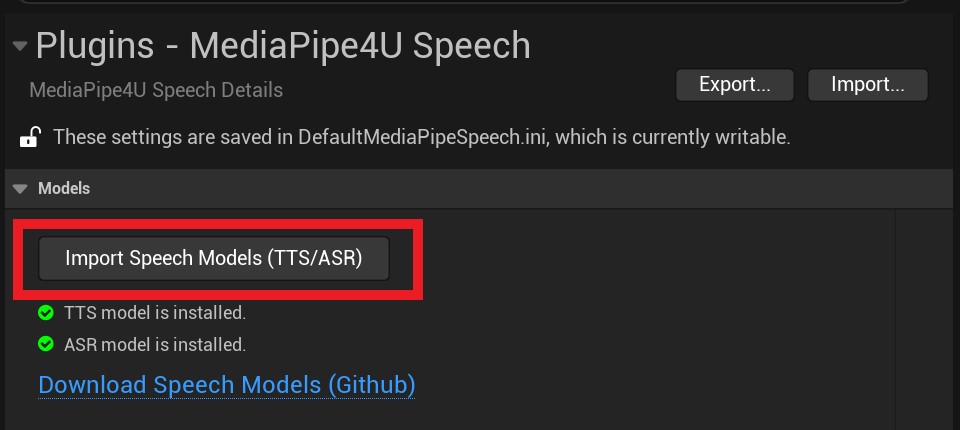 Plugins - MediaPipe4U Speech
MediaPipe4U Speech Details
Export...
Import...
These settings are saved in DefaultMediaPipeSpeech.ini, which is currently writable.
Models
Import Speech Models (TTS/ASR)
TTS model is installed.
ASR model is installed.
Download Speech Models (Github)